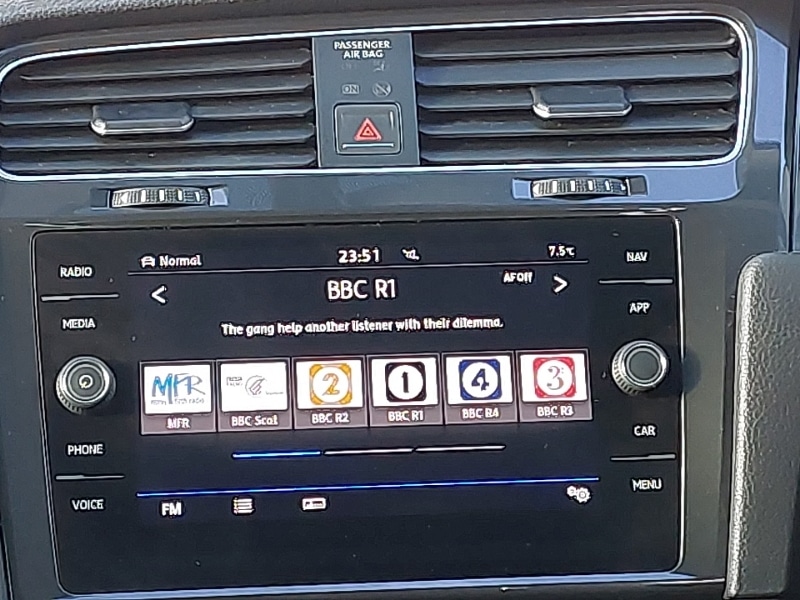 PASSENGER
AIR BAG
ON
RADIO
MEDIA
PHONE
VOICE
Normal
23:51
7.5°C
BBC R1
AF Off
The gang help another listener with their dilemma.
MFR
MFR
BBC Scot
2
BBC R2
1
BBC R1
4
BBC R4
3
BBC R3
FM
NAV
APP
CAR
MENU